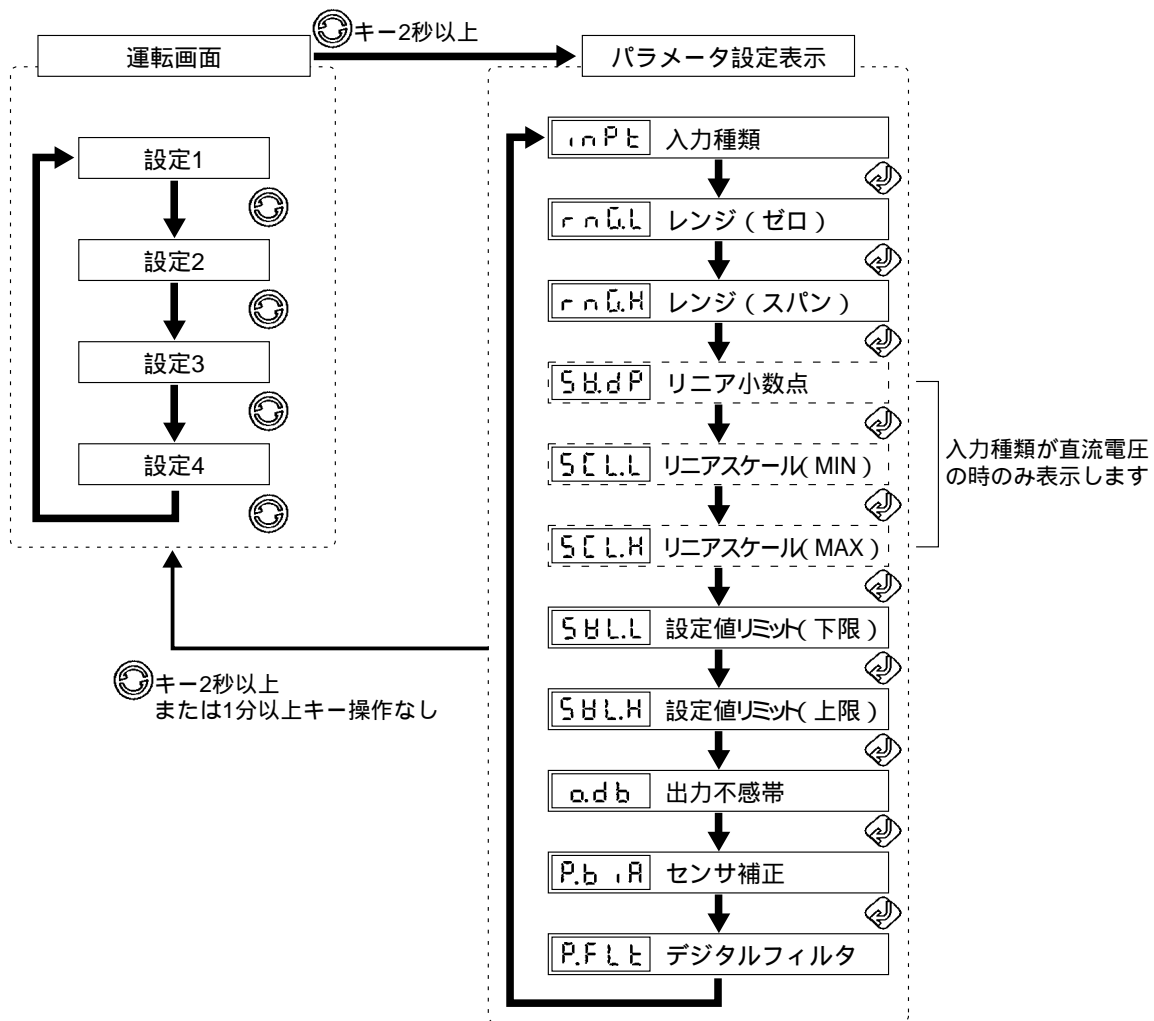 キー2秒以上
運転画面
パラメータ設定表示
設定1
設定2
設定3
設定4
キー2秒以上
または1分以上キー操作なし
inPt 入力種類
rnG.L レンジ（ゼロ）
rnG.H レンジ（スパン）
SV.dP リニア小数点
SCL.L リニアスケール（MIN）
SCL.H リニアスケール（MAX）
SVL.L 設定値リミット（下限）
SVL.H 設定値リミット（上限）
o.db 出力不感帯
P.biA センサ補正
P.FLt デジタルフィルタ
入力種類が直流電圧
の時のみ表示します